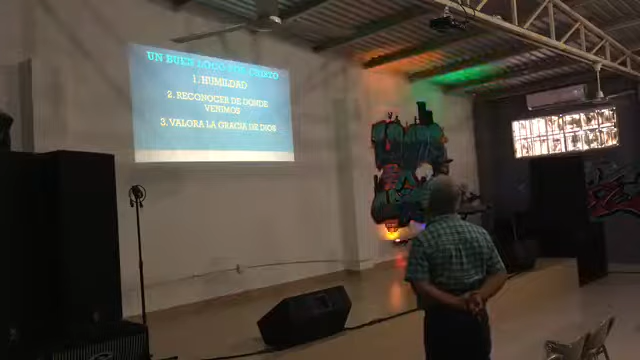 UN BUEN LOCO POR CRISTO
1. HUMILDAD
2. RECONOCER DE DONDE
VENIMOS
3. VALORA LA GRACIA DE DIOS